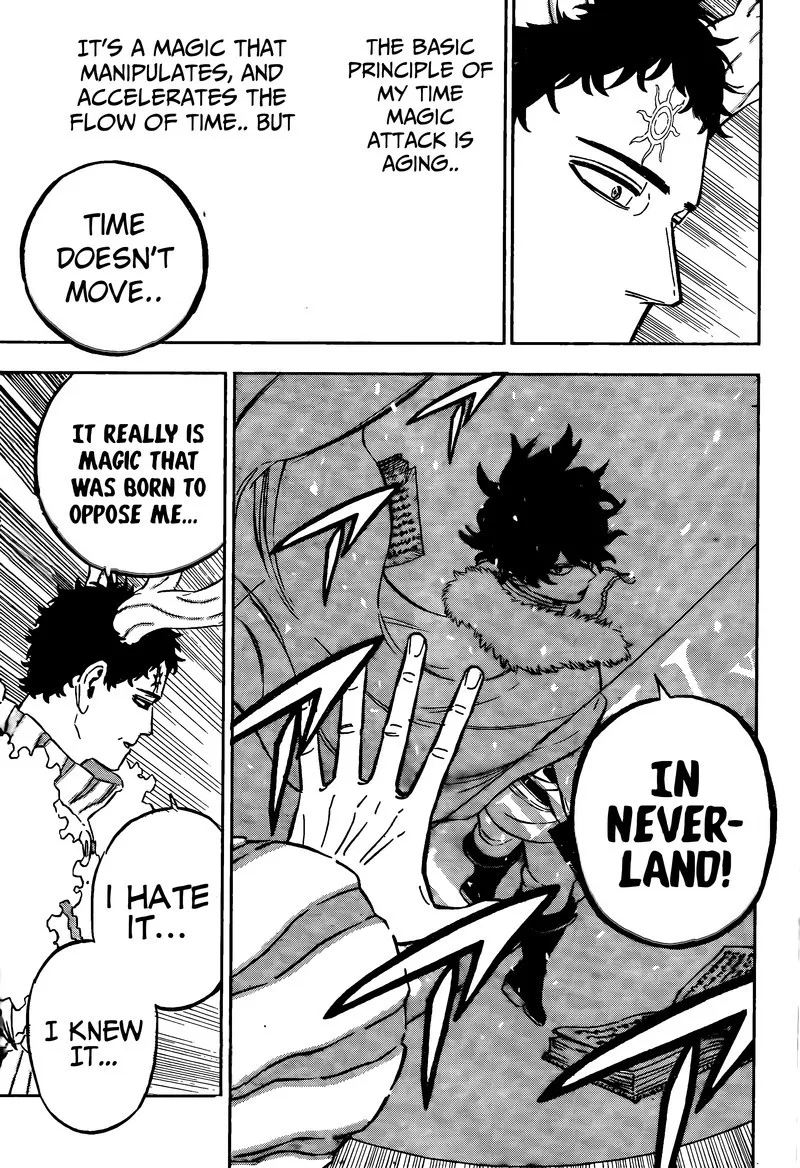 THE BASIC
PRINCIPLE OF
MY TIME
MAGIC
ATTACK IS
AGING..
IT'S A MAGIC THAT
MANIPULATES, AND
ACCELERATES THE
FLOW OF TIME.. BUT
TIME
DOESN'T
MOVE..
IN
NEVER-
LAND!
IT REALLY IS
MAGIC THAT
WAS BORN TO
OPPOSE ME...
I HATE
IT...
I KNEW
IT...